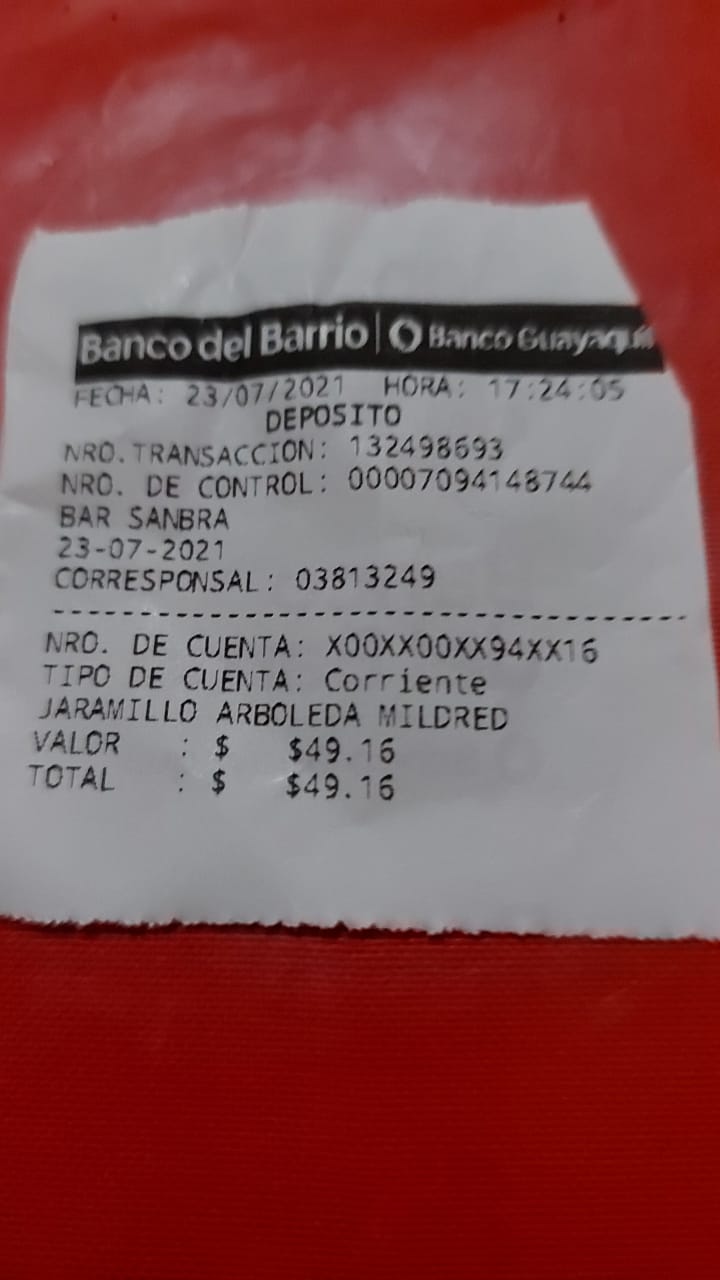 Banco del Barrio | Banco Guayaquil
FECHA: 23/07/2021 HORA: 17:24:05
DEPOSITO
NRO.TRANSACCION: 132498693
NRO. DE CONTROL: 00007094148744
BAR SANBRA
23-07-2021
CORRESPONSAL: 03813249
NRO. DE CUENTA: X00XX00XX94XX16
TIPO DE CUENTA: Corriente
JARAMILLO ARBOLEDA MILDRED
VALOR : $ $49.16
TOTAL : $ $49.16